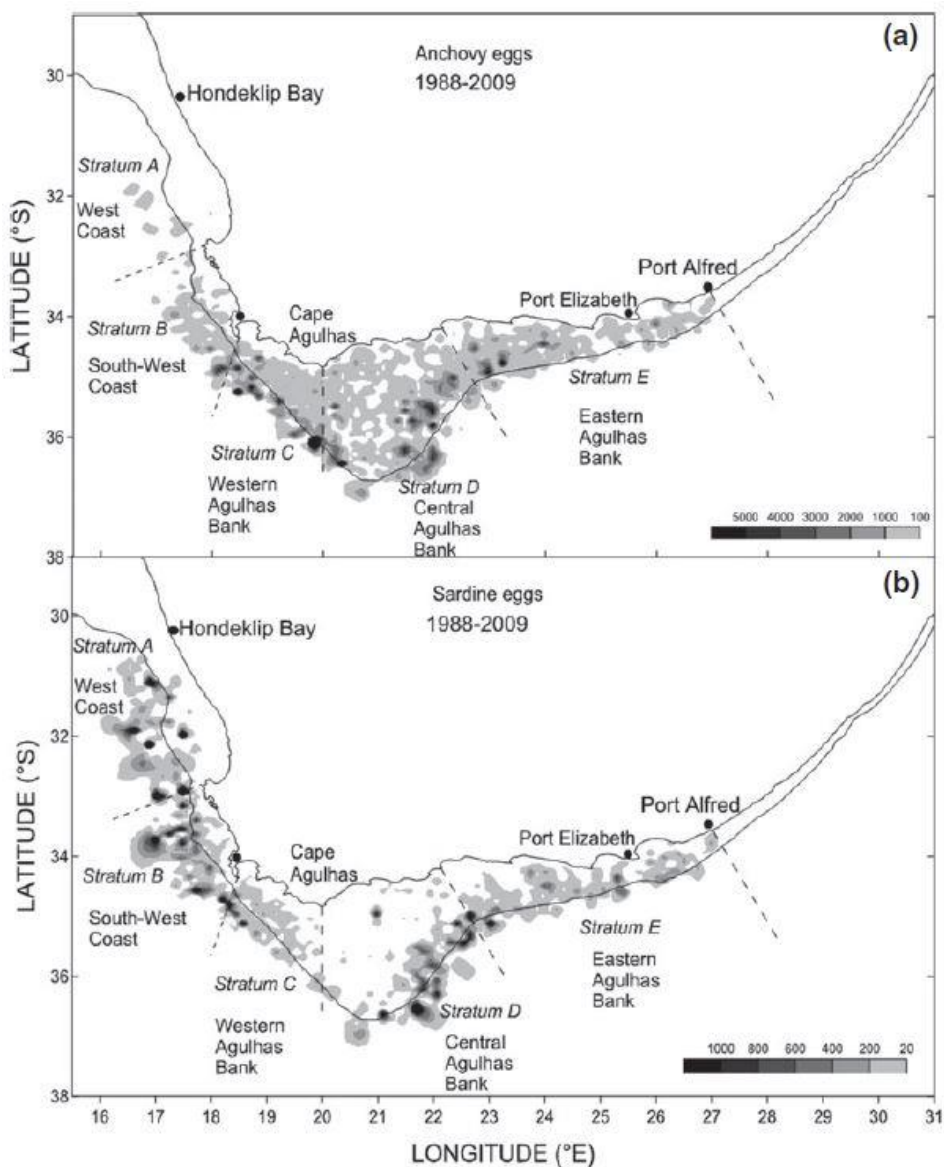 (a)
Anchovy eggs
1988-2009
30
Hondeklip Bay
Stratum A
32
West
Coast
Port Alfred
Port Elizabeth
Cape
Agulhas
34
Stratum B
South-West
Coast
Stratum E
Eastern
Agulhas
Bank
36
Stratum C
Western
Agulhas
Bank
Stratum D
Central
Agulhas
Bank
5000 4000 3000 2000 1000 100
38
LATITUDE (°S)
(b)
Sardine eggs
1988-2009
30
Hondeklip Bay
Stratum A
West
Coast
32
Port Alfred
Port Elizabeth
Cape
Agulhas
34
Stratum B
South-West
Coast
Stratum E
Eastern
Agulhas
Bank
36
Stratum C
Western
Agulhas
Bank
Stratum D
Central
Agulhas
Bank
1000 800 600 400 200 20
38
LATITUDE (°S)
16 17 18 19 20 21 22 23 24 25 26 27 28 29 30 31
LONGITUDE (°E)